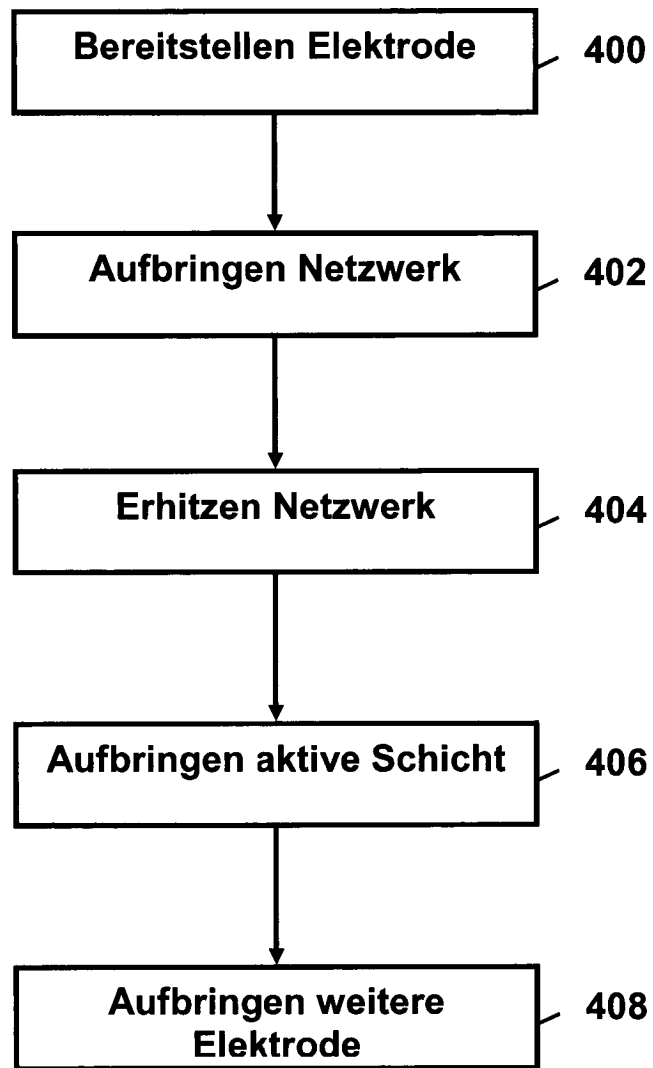 Bereitstellen Elektrode 400
Aufbringen Netzwerk 402
Erhitzen Netzwerk 404
Aufbringen aktive Schicht 406
Aufbringen weitere 408
Elektrode